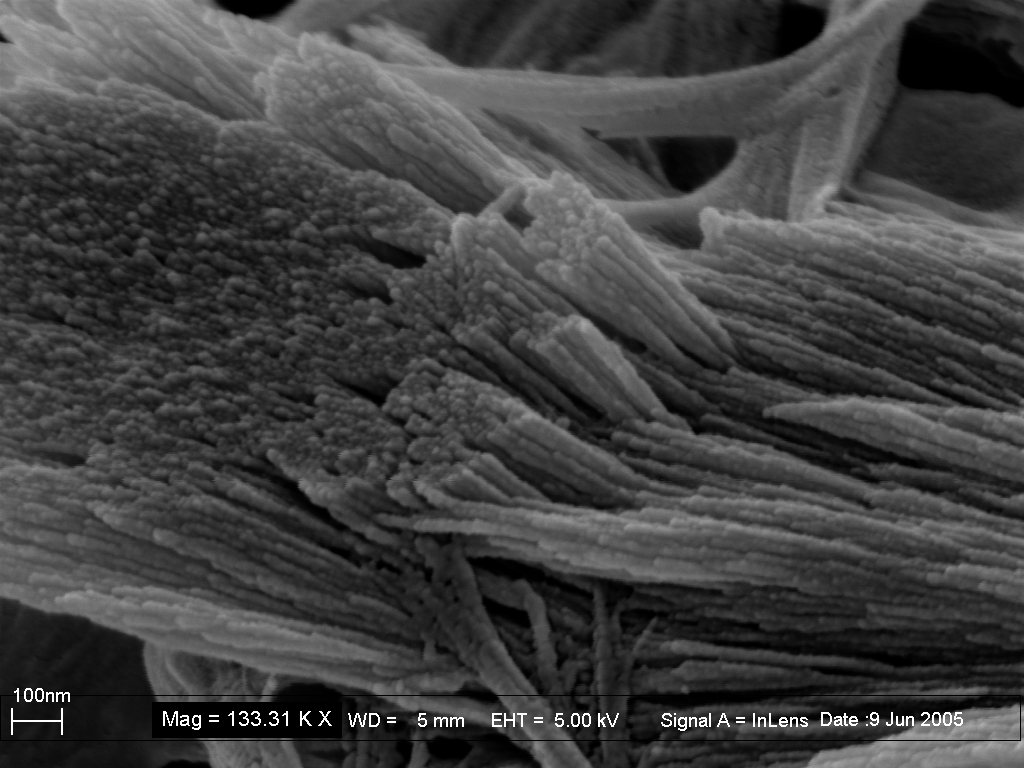 100nm
Mag = 133.31 K X WD = 5 mm EHT = 5.00 kV Signal A = InLens Date :9 Jun 2005